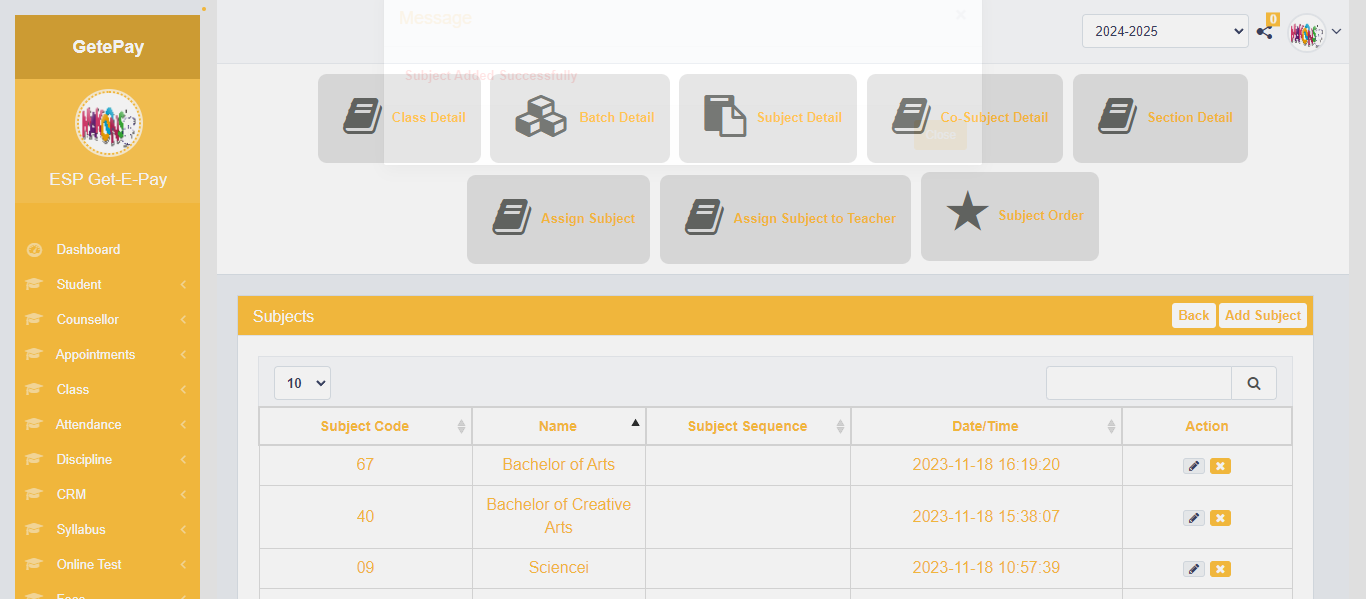 GetePay
ESP Get-E-Pay
Dashboard
Student
Counsellor
Appointments
Class
Attendance
Discipline
CRM
Syllabus
Online Test
Fees
Message
×
Subject Added Successfully
Close
2024-2025
0
Class Detail
Batch Detail
Subject Detail
Co-Subject Detail
Section Detail
Assign Subject
Assign Subject to Teacher
Subject Order
Subjects
Back
Add Subject
10
Subject Code Name Subject Sequence Date/Time Action
67 Bachelor of Arts 2023-11-18 16:19:20
40 Bachelor of Creative Arts 2023-11-18 15:38:07
09 Sciencei 2023-11-18 10:57:39